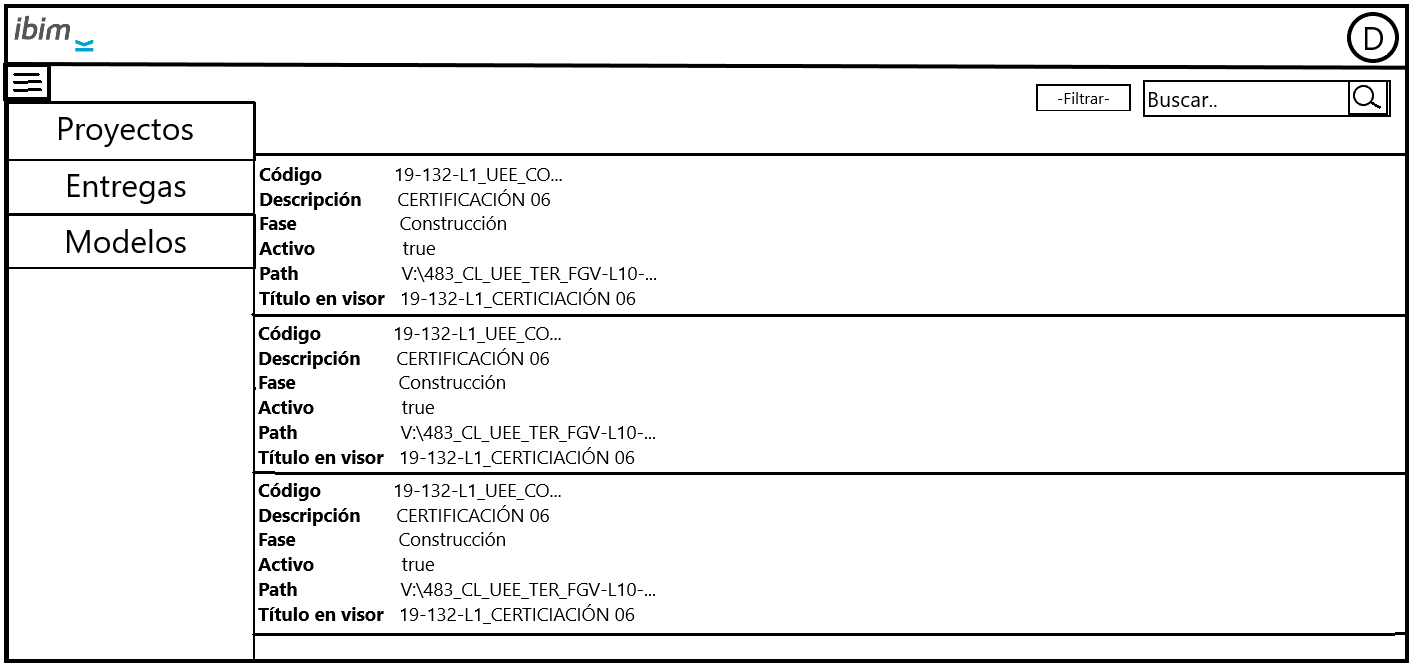 ibim
D
-Filtrar-
Buscar..
Proyectos
Entregas
Modelos
Código 19-132-L1_UEE_CO...
Descripción CERTIFICACIÓN 06
Fase Construcción
Activo true
Path V:\483_CL_UEE_TER_FGV-L10-...
Título en visor 19-132-L1_CERTICIACIÓN 06
Código 19-132-L1_UEE_CO...
Descripción CERTIFICACIÓN 06
Fase Construcción
Activo true
Path V:\483_CL_UEE_TER_FGV-L10-...
Título en visor 19-132-L1_CERTICIACIÓN 06
Código 19-132-L1_UEE_CO...
Descripción CERTIFICACIÓN 06
Fase Construcción
Activo true
Path V:\483_CL_UEE_TER_FGV-L10-...
Título en visor 19-132-L1_CERTICIACIÓN 06